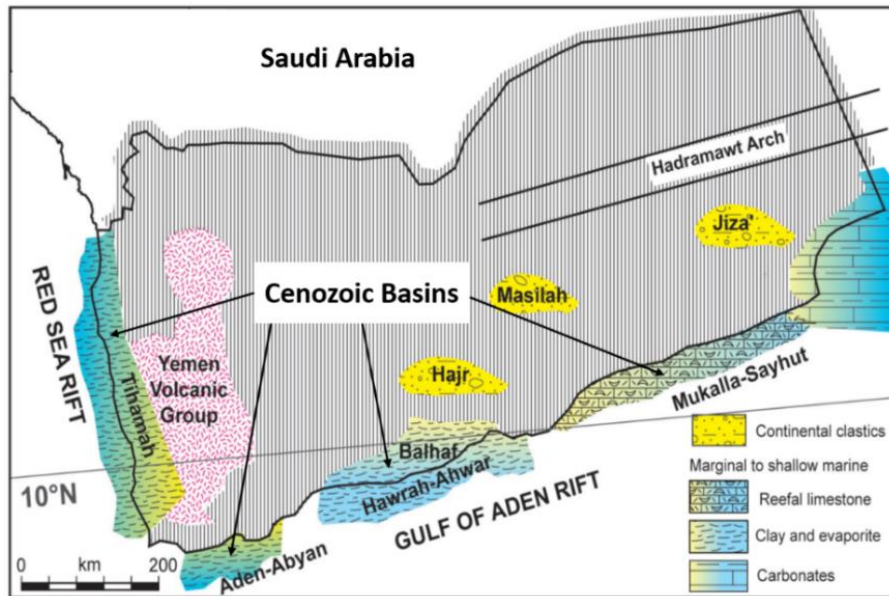 Saudi Arabia
Hadramawt Arch
Jiza'
RED SEA RIFT
Cenozoic Basins
Masilah
Yemen
Volcanic
Group
Tihamah
Hajr
Mukalla-Sayhut
Balhaf
Hawrah-Ahwar
10°N
GULF OF ADEN RIFT
Aden-Abyan
0 km 200
Continental clastics
Marginal to shallow marine
Reefal limestone
Clay and evaporite
Carbonates